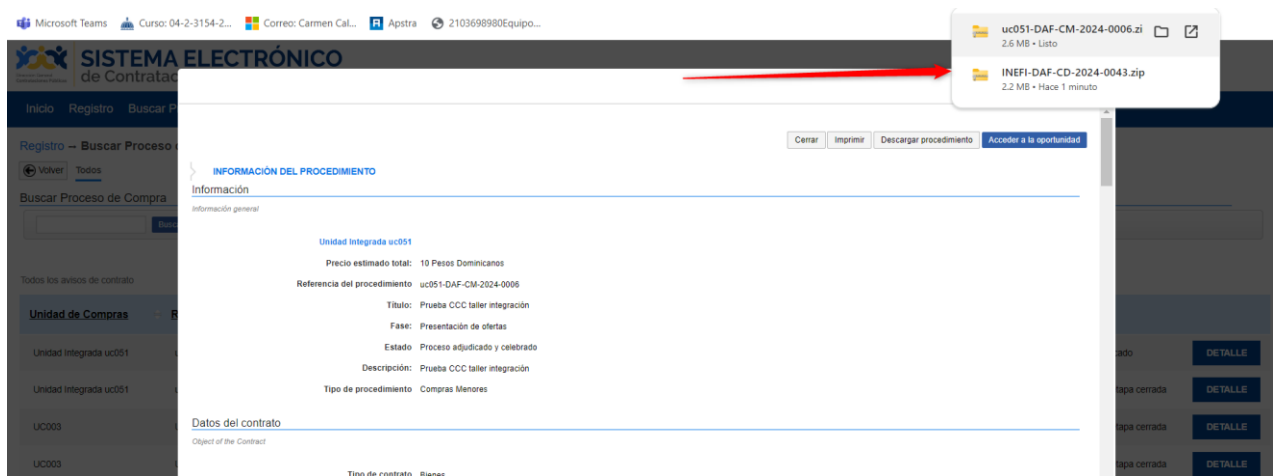 Microsoft Teams Curso: 04-2-3154-2... Correo: Carmen Cal... Apstra 2103698980Equipo...
uc051-DAF-CM-2024-0006.zi
2.6 MB • Listo
INEFI-DAF-CD-2024-0043.zip
2.2 MB • Hace 1 minuto
SISTEMA ELECTRÓNICO
de Contratac
Inicio Registro Buscar P
Registro – Buscar Proceso
Volver Todos
Buscar Proceso de Compra
Busc
Todos los avisos de contrato
Unidad de Compras R
Unidad Integrada uc051
Unidad Integrada uc051
UC003
UC003
Cerrar Imprimir Descargar procedimiento Acceder a la oportunidad
INFORMACIÓN DEL PROCEDIMIENTO
Información
Información general
Unidad Integrada uc051
Precio estimado total: 10 Pesos Dominicanos
Referencia del procedimiento uc051-DAF-CM-2024-0006
Título: Prueba CCC taller integración
Fase: Presentación de ofertas
Estado Proceso adjudicado y celebrado
Descripción: Prueba CCC taller integración
Tipo de procedimiento Compras Menores
Datos del contrato
Object of the Contract
Tipo de contrato Bienes
ado DETALLE
tapa cerrada DETALLE
tapa cerrada DETALLE
tapa cerrada DETALLE